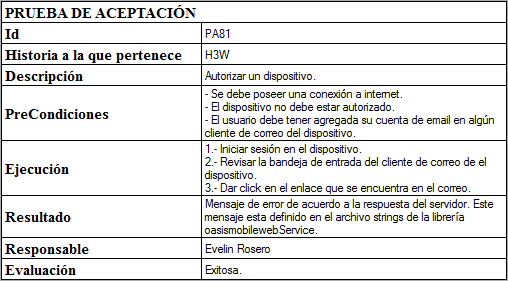 PRUEBA DE ACEPTACIÓN
Id PA81
Historia a la que pertenece H3W
Descripción Autorizar un dispositivo.
PreCondiciones
- Se debe poseer una conexión a internet.
- El dispositivo no debe estar autorizado.
- El usuario debe tener agregada su cuenta de email en algún
cliente de correo del dispositivo.
Ejecución
1.- Iniciar sesión en el dispositivo.
2.- Revisar la bandeja de entrada del cliente de correo de el
dispositivo.
3.- Dar click en el enlace que se encuentra en el correo.
Resultado
Mensaje de error de acuerdo a la respuesta del servidor. Este
mensaje esta definido en el archivo strings de la librería
oasismobilewebService.
Responsable Evelin Rosero
Evaluación Exitosa.